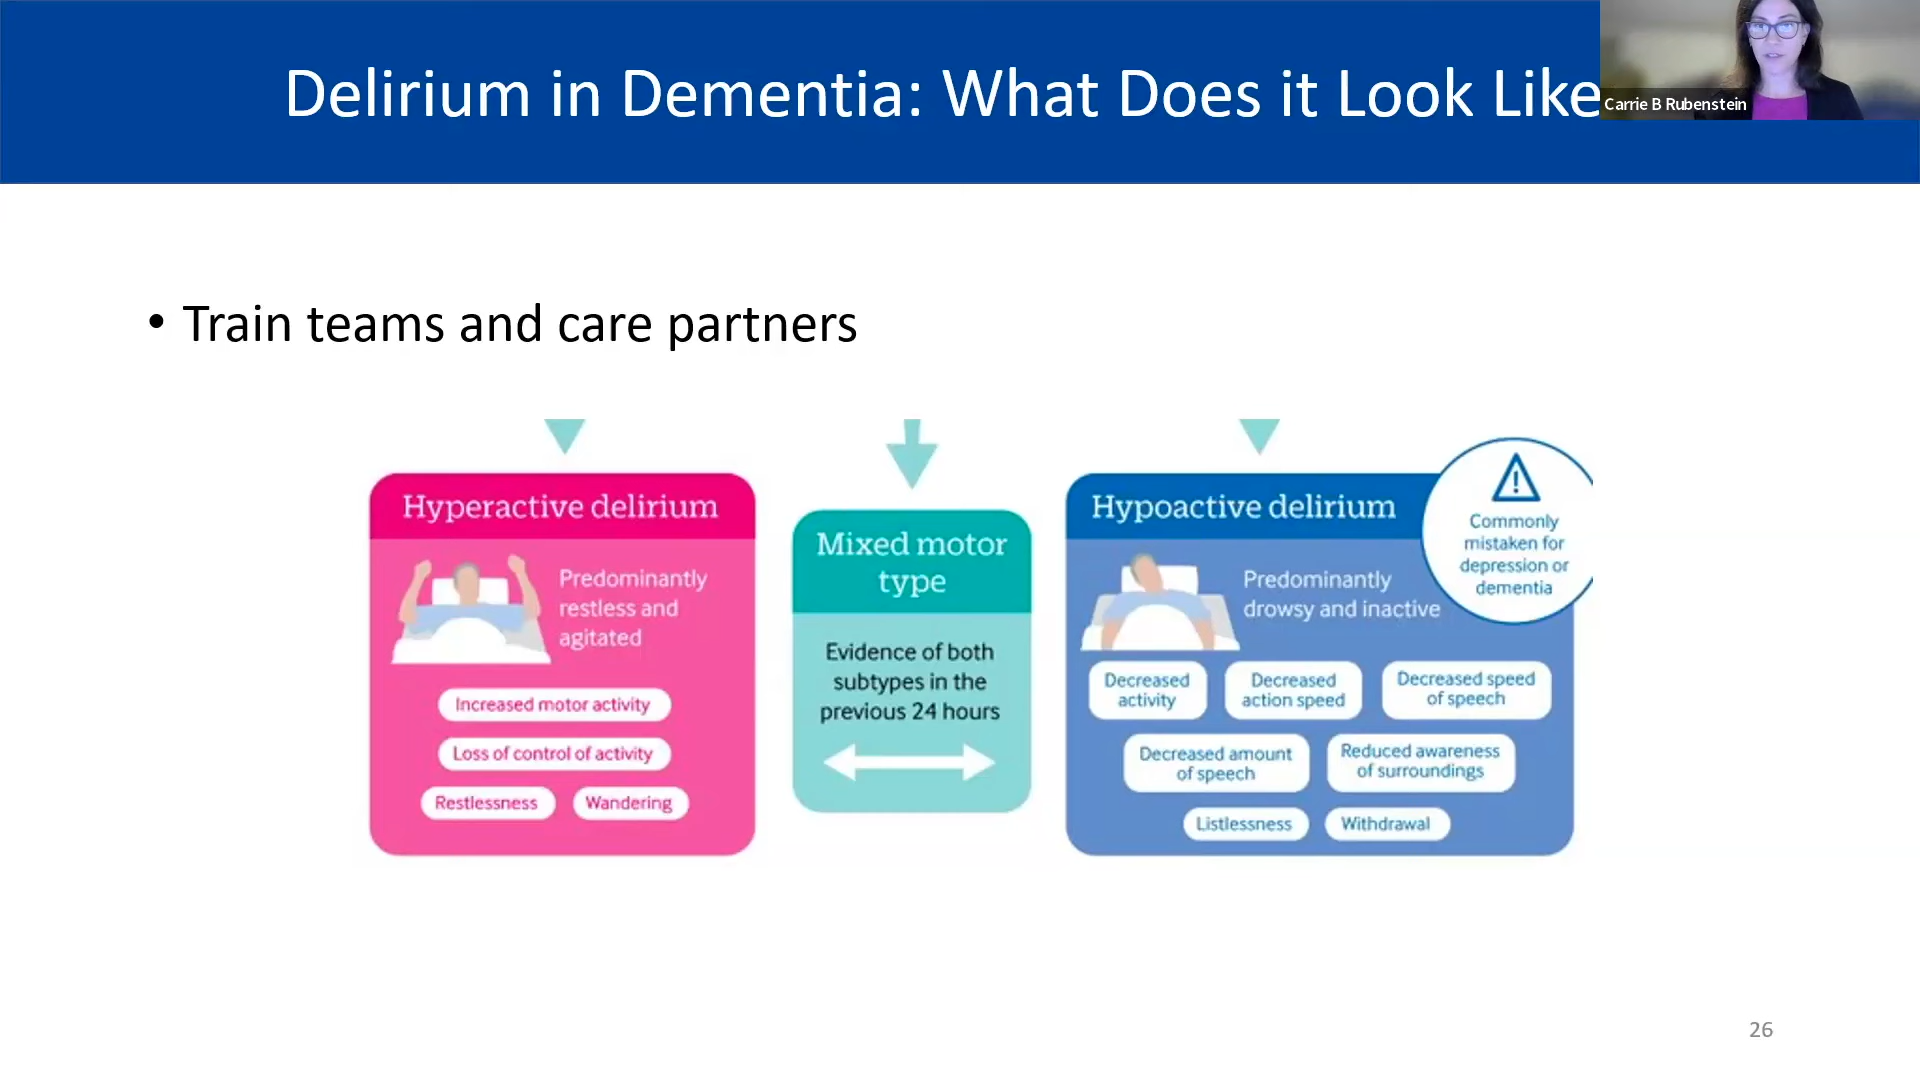 Delirium in Dementia: What Does it Look Like
Carrie B Rubenstein
• Train teams and care partners
Hyperactive delirium
Predominantly
restless and
agitated
Increased motor activity
Loss of control of activity
Restlessness
Wandering
Mixed motor
type
Evidence of both
subtypes in the
previous 24 hours
Hypoactive delirium
Commonly
mistaken for
depression or
dementia
Predominantly
drowsy and inactive
Decreased
activity
Decreased
action speed
Decreased speed
of speech
Decreased amount
of speech
Reduced awareness
of surroundings
Listlessness
Withdrawal
26